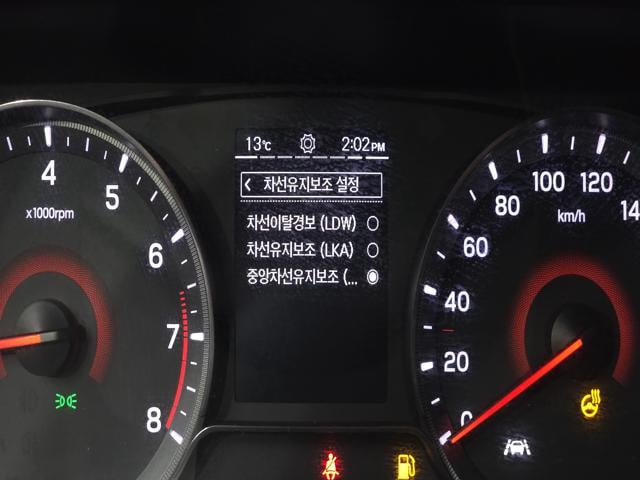 13℃ 2:02PM
< 차선유지보조 설정
차선이탈경보 (LDW)
차선유지보조 (LKA)
중앙차선유지보조 (...
4
5
6
7
8
x1000rpm
0
20
40
60
80
100
120
14
km/h